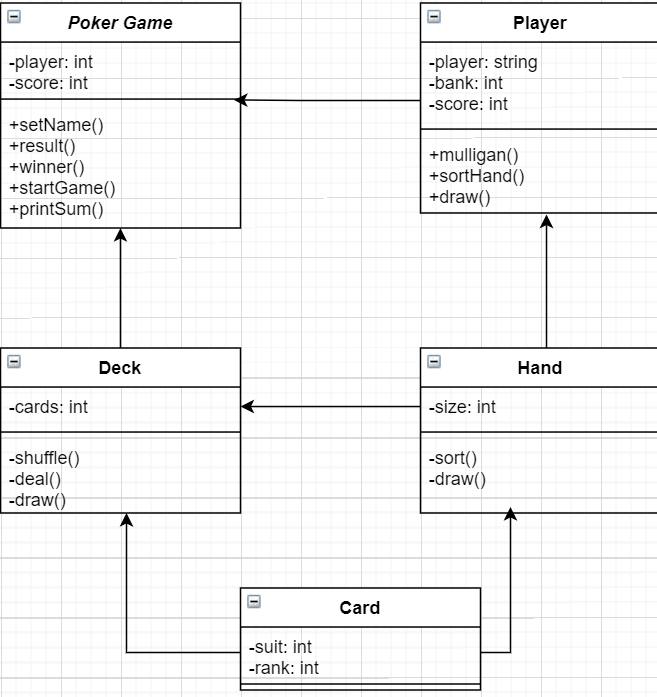 Poker Game
-player: int
-score: int
+setName()
+result()
+winner()
+startGame()
+printSum()
Player
-player: string
-bank: int
-score: int
+mulligan()
+sortHand()
+draw()
Deck
-cards: int
-shuffle()
-deal()
-draw()
Hand
-size: int
-sort()
-draw()
Card
-suit: int
-rank: int